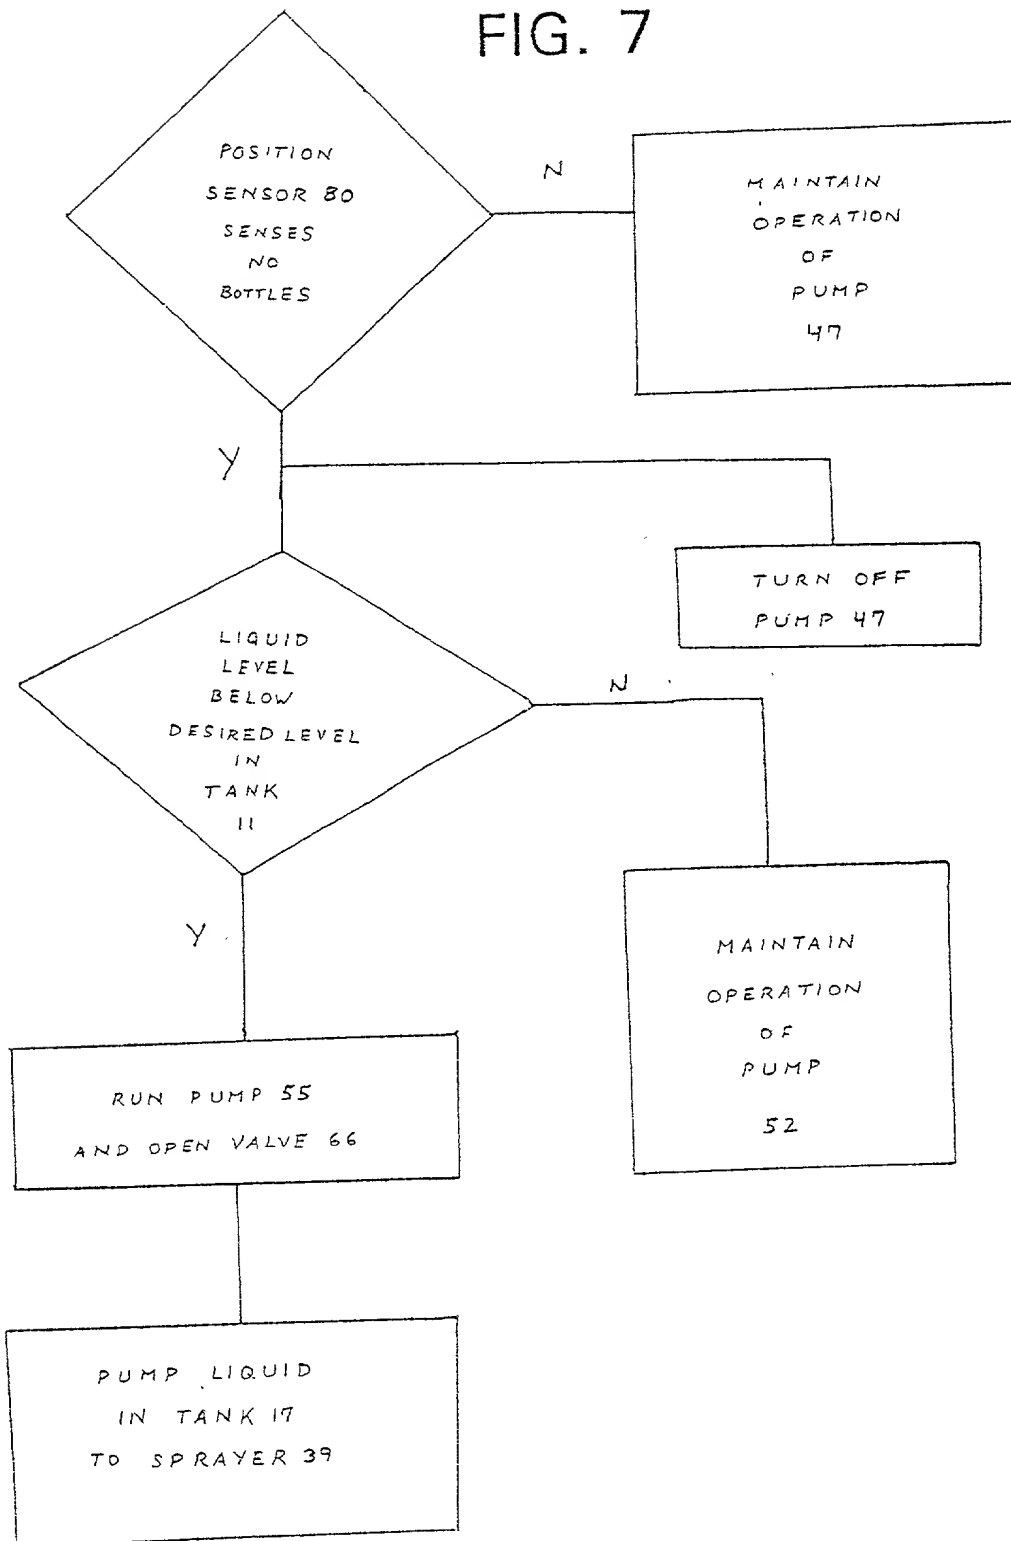 FIG. 7
POSITION
SENSOR 80
SENSES
NO
BOTTLES
N
MAINTAIN
OPERATION
OF
PUMP
47
Y
TURN OFF
PUMP 47
LIQUID
LEVEL
BELOW
DESIRED LEVEL
IN
TANK
11
N
MAINTAIN
OPERATION
OF
PUMP
52
Y
RUN PUMP 55
AND OPEN VALVE 66
PUMP LIQUID
IN TANK 17
TO SPRAYER 39